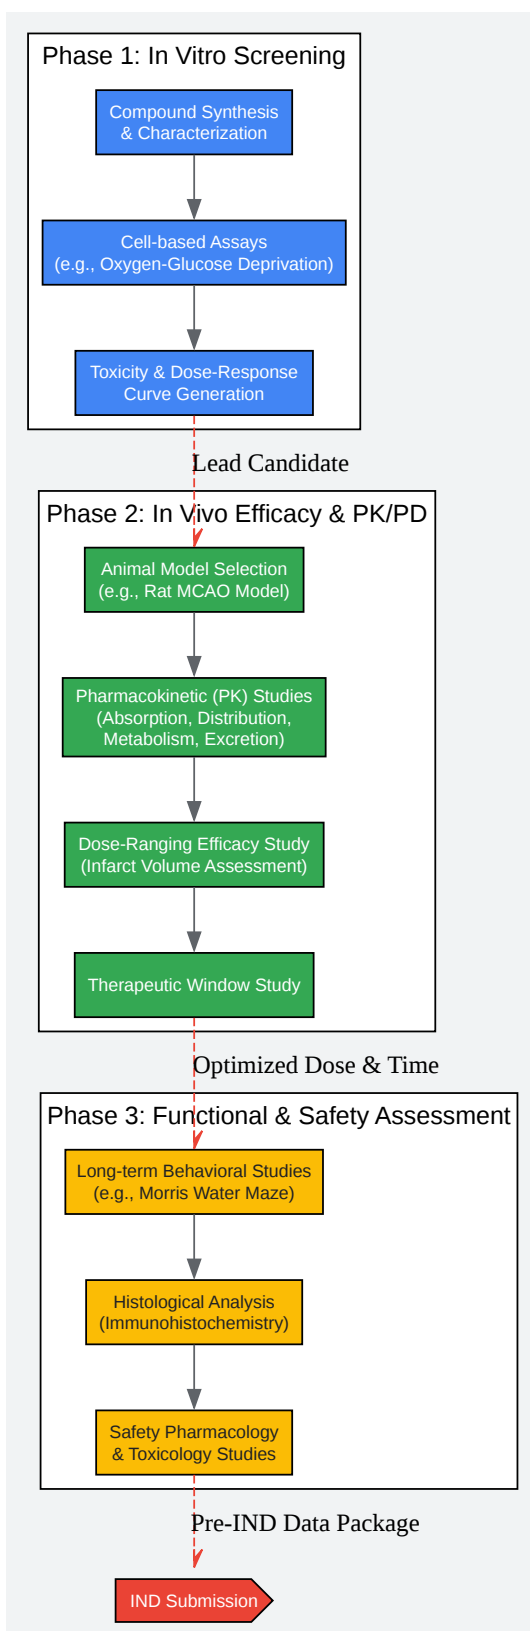 Phase 1: In Vitro Screening
Compound Synthesis
& Characterization
Cell-based Assays
(e.g., Oxygen-Glucose Deprivation)
Toxicity & Dose-Response
Curve Generation
Lead Candidate
Phase 2: In Vivo Efficacy & PK/PD
Animal Model Selection
(e.g., Rat MCAO Model)
Pharmacokinetic (PK) Studies
(Absorption, Distribution,
Metabolism, Excretion)
Dose-Ranging Efficacy Study
(Infarct Volume Assessment)
Therapeutic Window Study
Optimized Dose & Time
Phase 3: Functional & Safety Assessment
Long-term Behavioral Studies
(e.g., Morris Water Maze)
Histological Analysis
(Immunohistochemistry)
Safety Pharmacology
& Toxicology Studies
Pre-IND Data Package
IND Submission